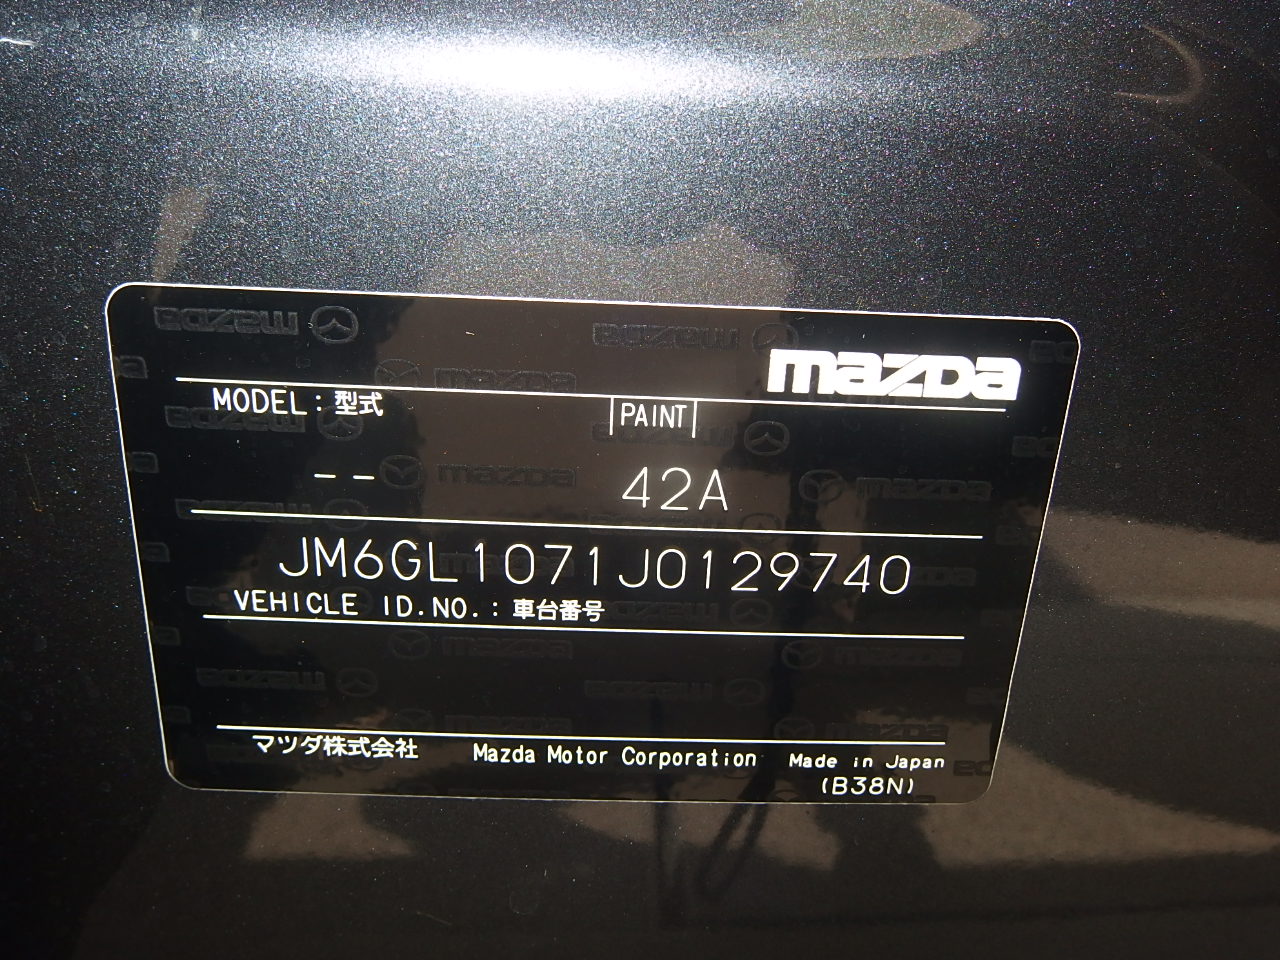 mazda
MODEL：型式
PAINT
-- 42A
JM6GL1071J0129740
VEHICLE ID.NO.：車台番号
マツダ株式会社 Mazda Motor Corporation Made in Japan
(B38N)